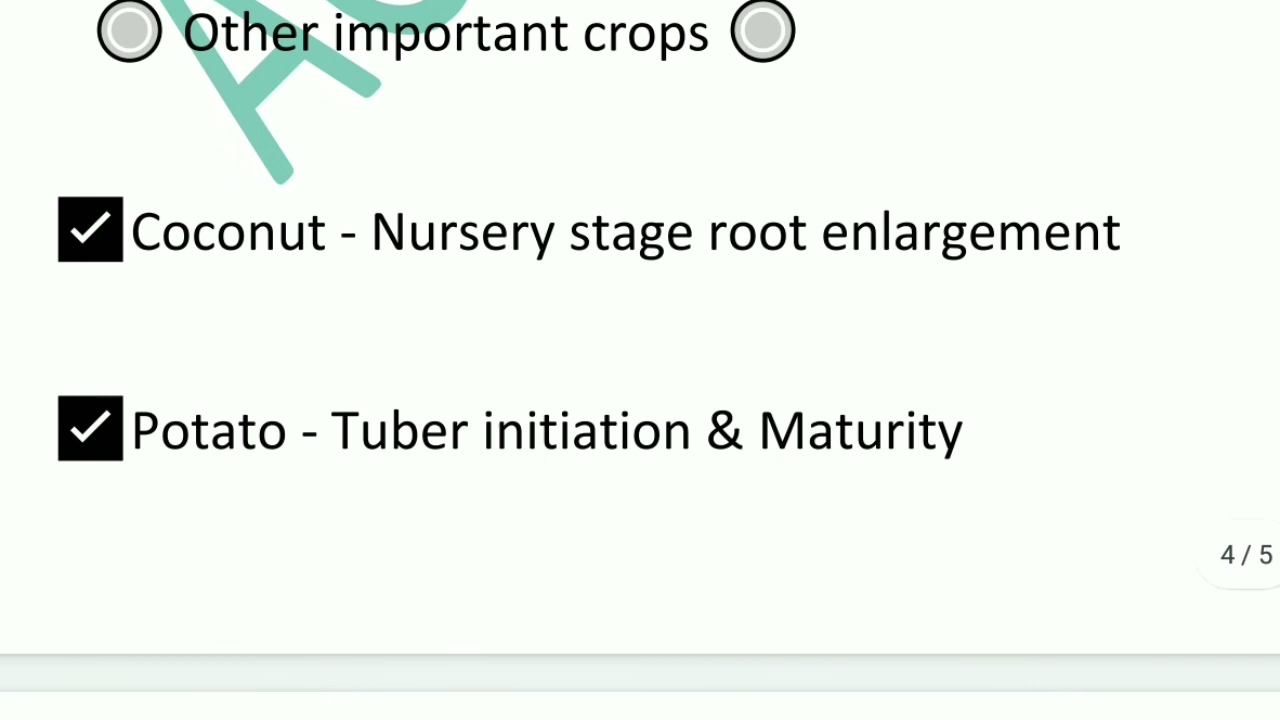 Other important crops
Coconut - Nursery stage root enlargement
Potato - Tuber initiation & Maturity
4 / 5